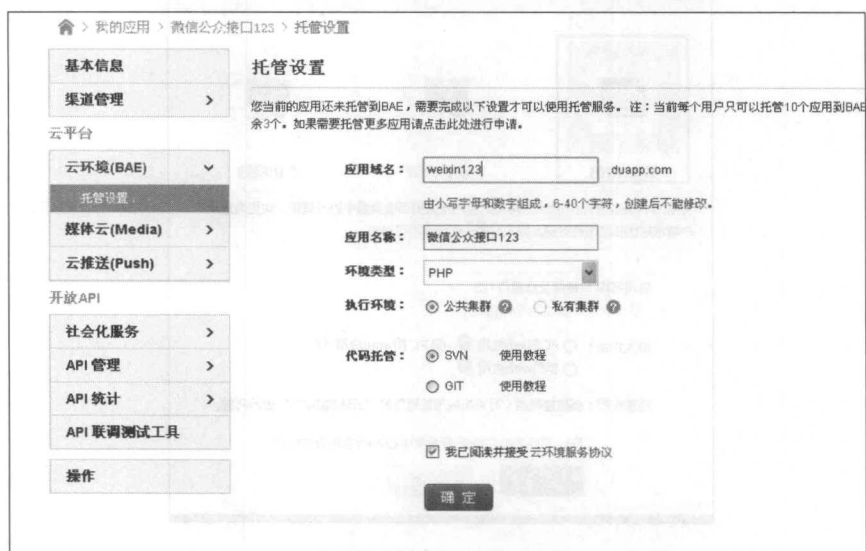 我的应用 > 微信公众接口123 > 托管设置
基本信息
渠道管理 >
云平台
云环境(BAE)
托管设置
媒体云(Media) >
云推送(Push) >
开放API
社会化服务 >
API 管理 >
API 统计 >
API 联调测试工具
操作
托管设置
您当前的应用还未托管到BAE，需要完成以下设置才可以使用托管服务。注：当前每个用户只可以托管10个应用到BAE
余3个。如果需要托管更多应用请点击此处进行申请。
应用域名： weixin123 .duapp.com
由小写字母和数字组成，6-40个字符，创建后不能修改。
应用名称： 微信公众接口123
环境类型： PHP
执行环境： 公共集群 ? 私有集群 ?
代码托管： SVN 使用教程
GIT 使用教程
我已阅读并接受云环境服务协议
确 定